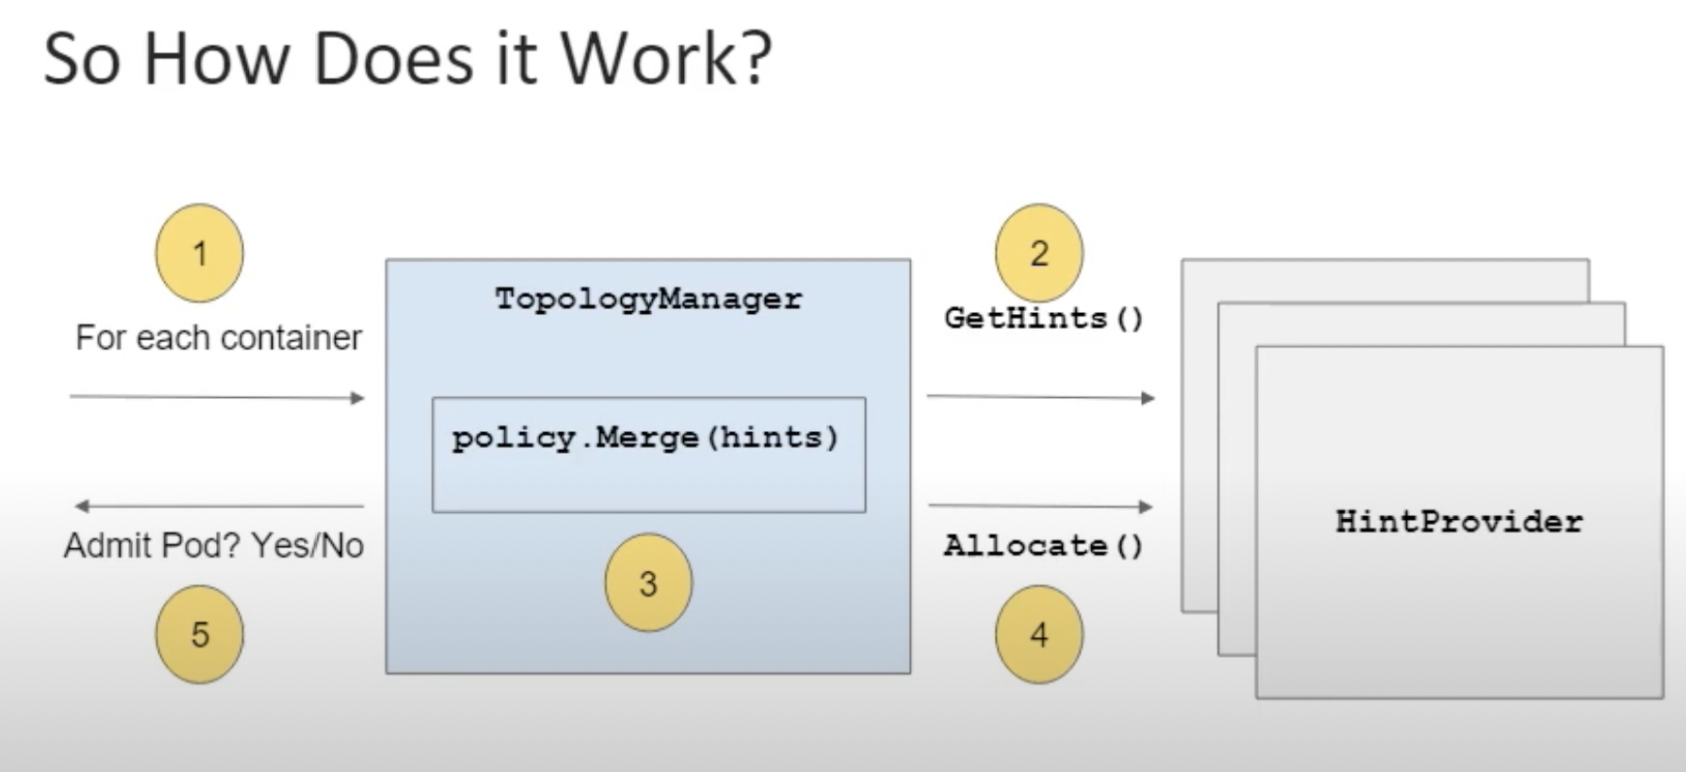 So How Does it Work?
1
For each container
TopologyManager
policy.Merge(hints)
3
2
GetHints()
Allocate()
4
HintProvider
Admit Pod? Yes/No
5